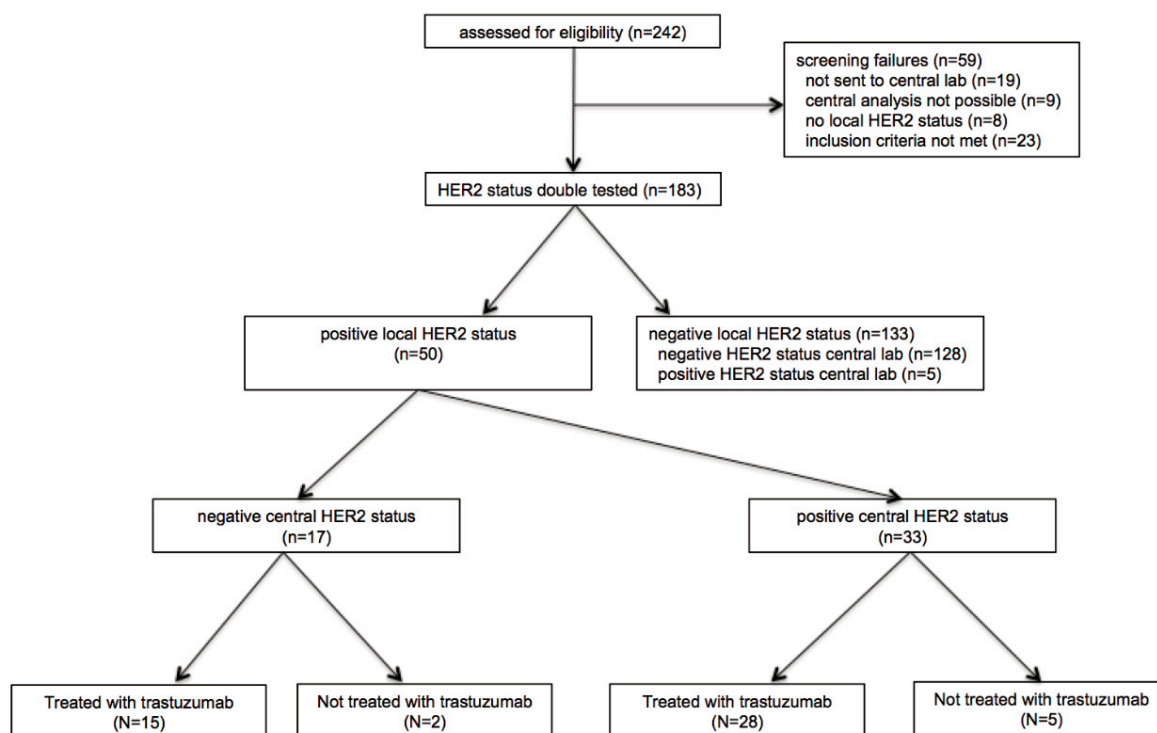 assessed for eligibility (n=242)
screening failures (n=59)
not sent to central lab (n=19)
central analysis not possible (n=9)
no local HER2 status (n=8)
inclusion criteria not met (n=23)
HER2 status double tested (n=183)
positive local HER2 status
(n=50)
negative local HER2 status (n=133)
negative HER2 status central lab (n=128)
positive HER2 status central lab (n=5)
negative central HER2 status
(n=17)
positive central HER2 status
(n=33)
Treated with trastuzumab
(N=15)
Not treated with trastuzumab
(N=2)
Treated with trastuzumab
(N=28)
Not treated with trastuzumab
(N=5)